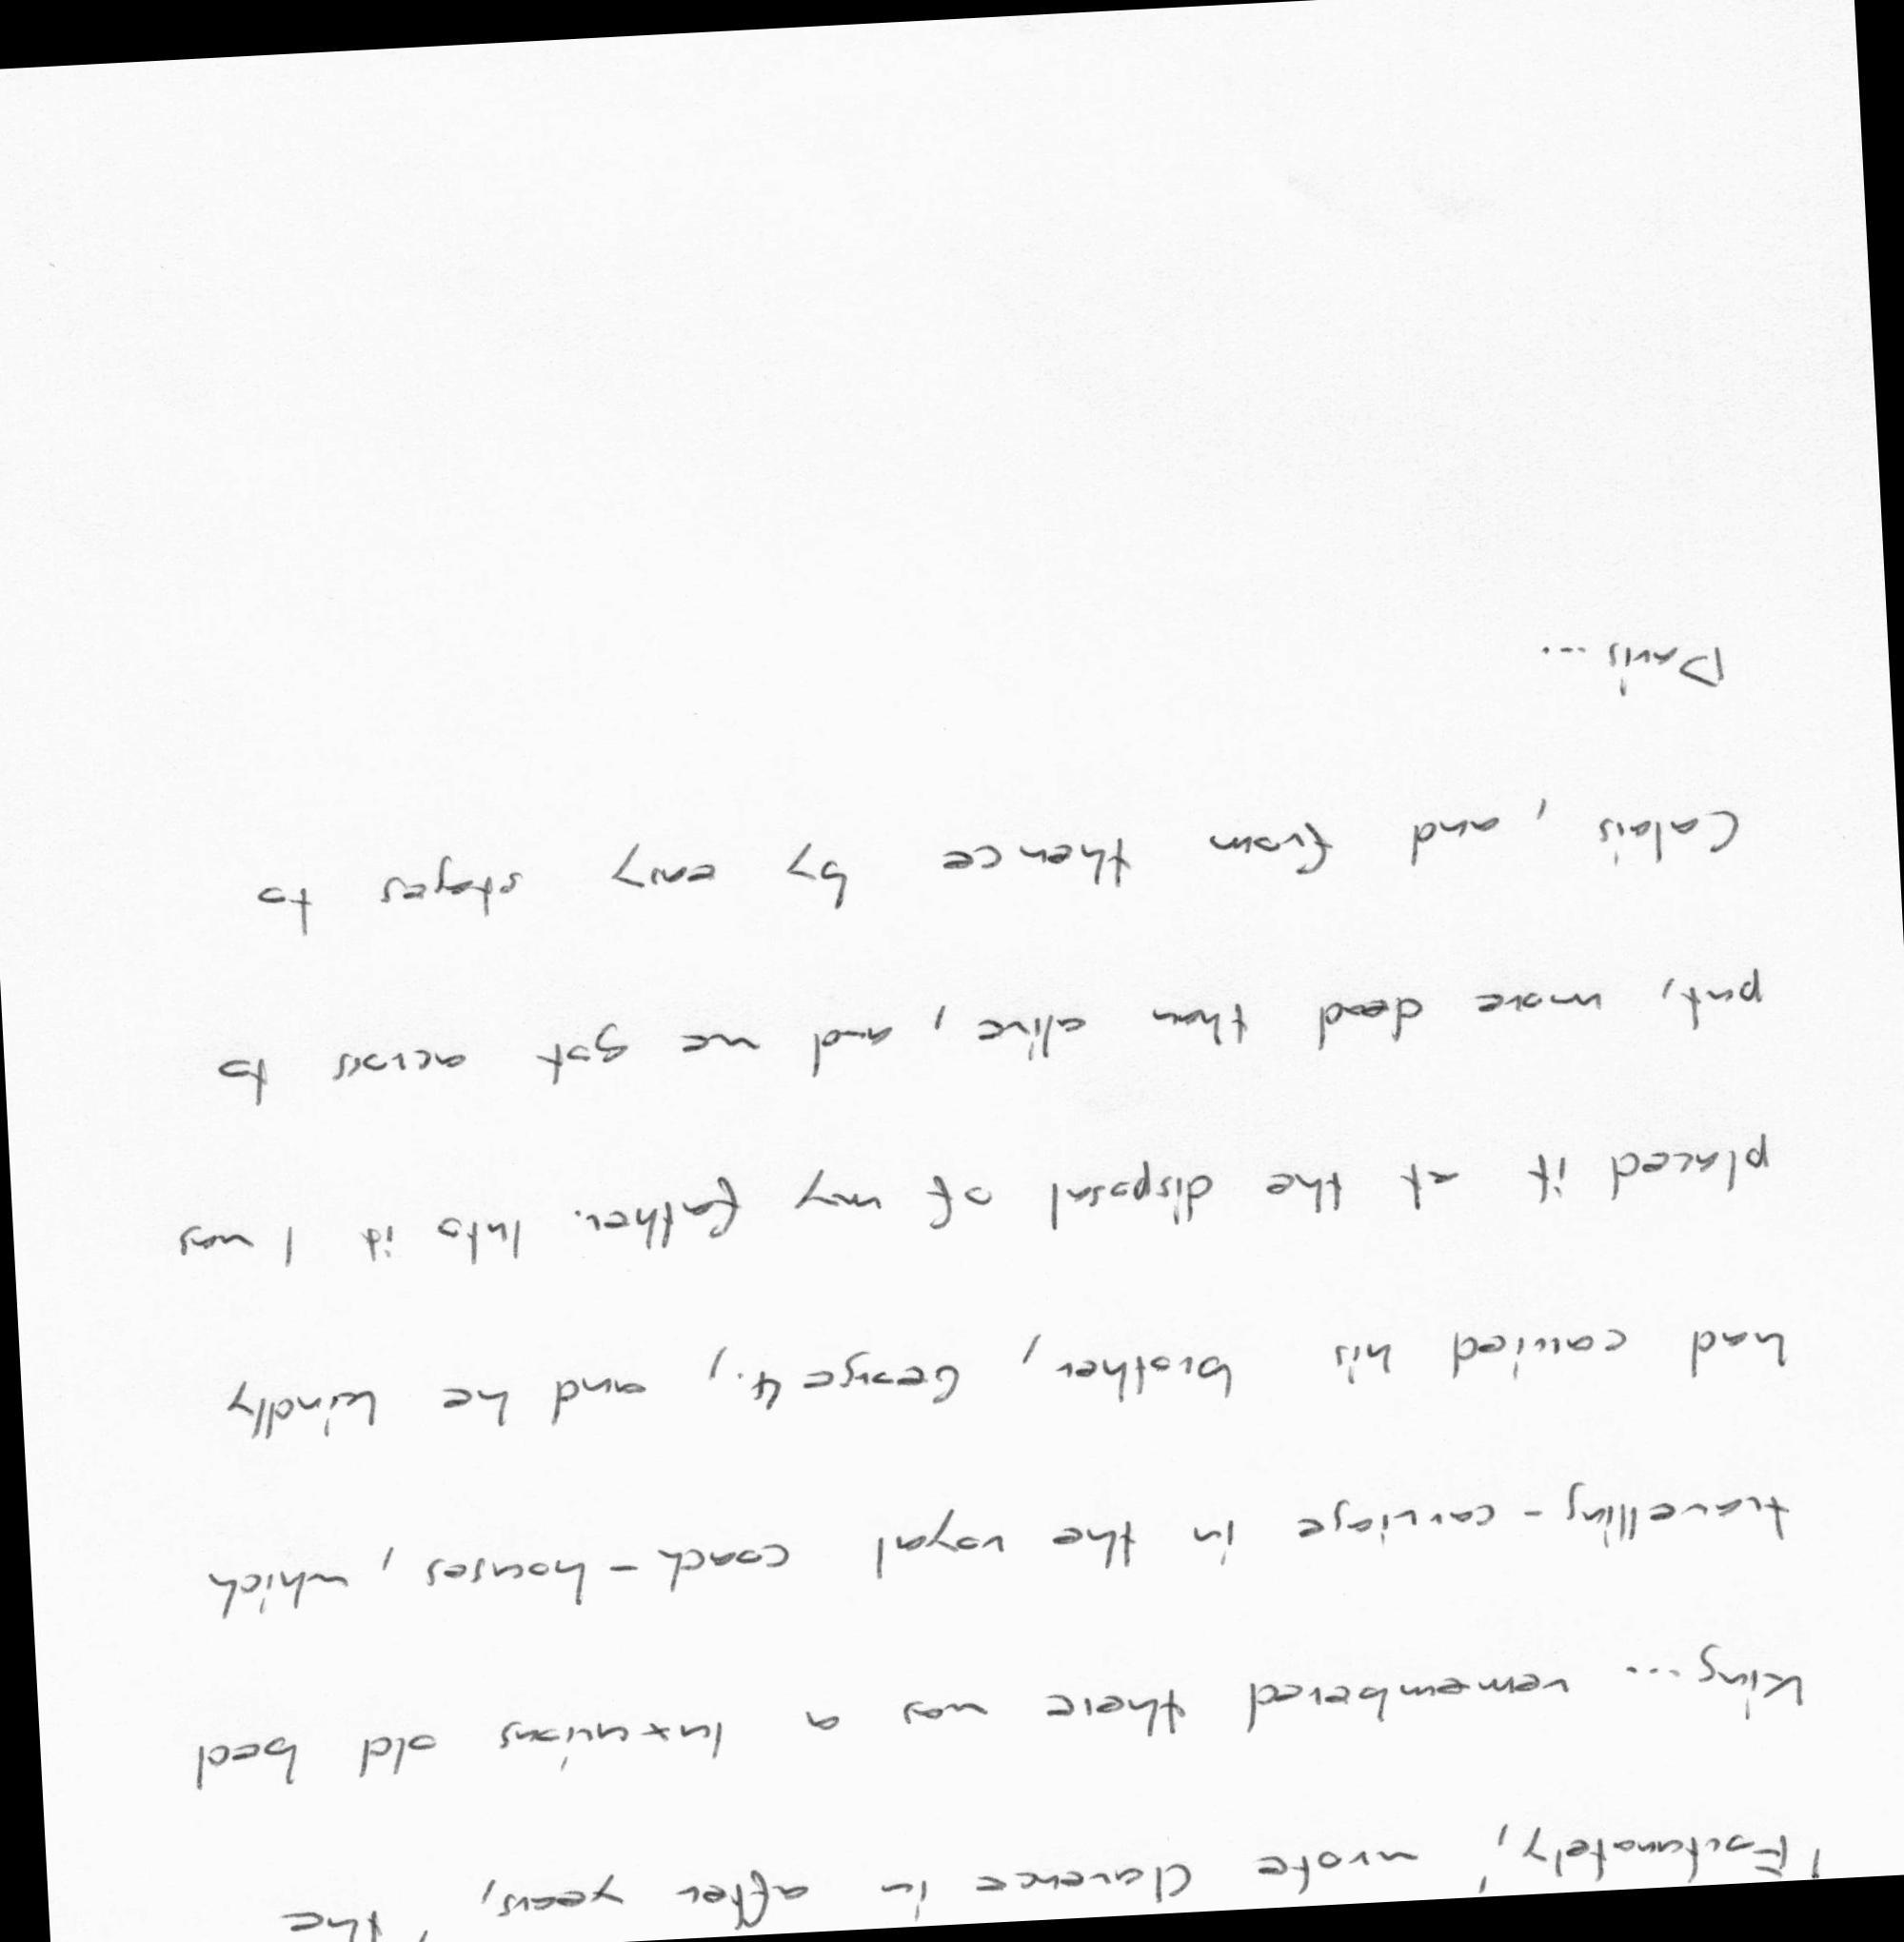 'Fortunately,' wrote Clarence in after years, 'the
King... remembered there was a luxurious old bed
travelling-carriage in the royal coach-houses, which
had carried his brother, George 4., and he kindly
placed it at the disposal of my father. Into it I was
put, more dead than alive, and we got across to
Calais, and from thence by easy stages to
Paris...